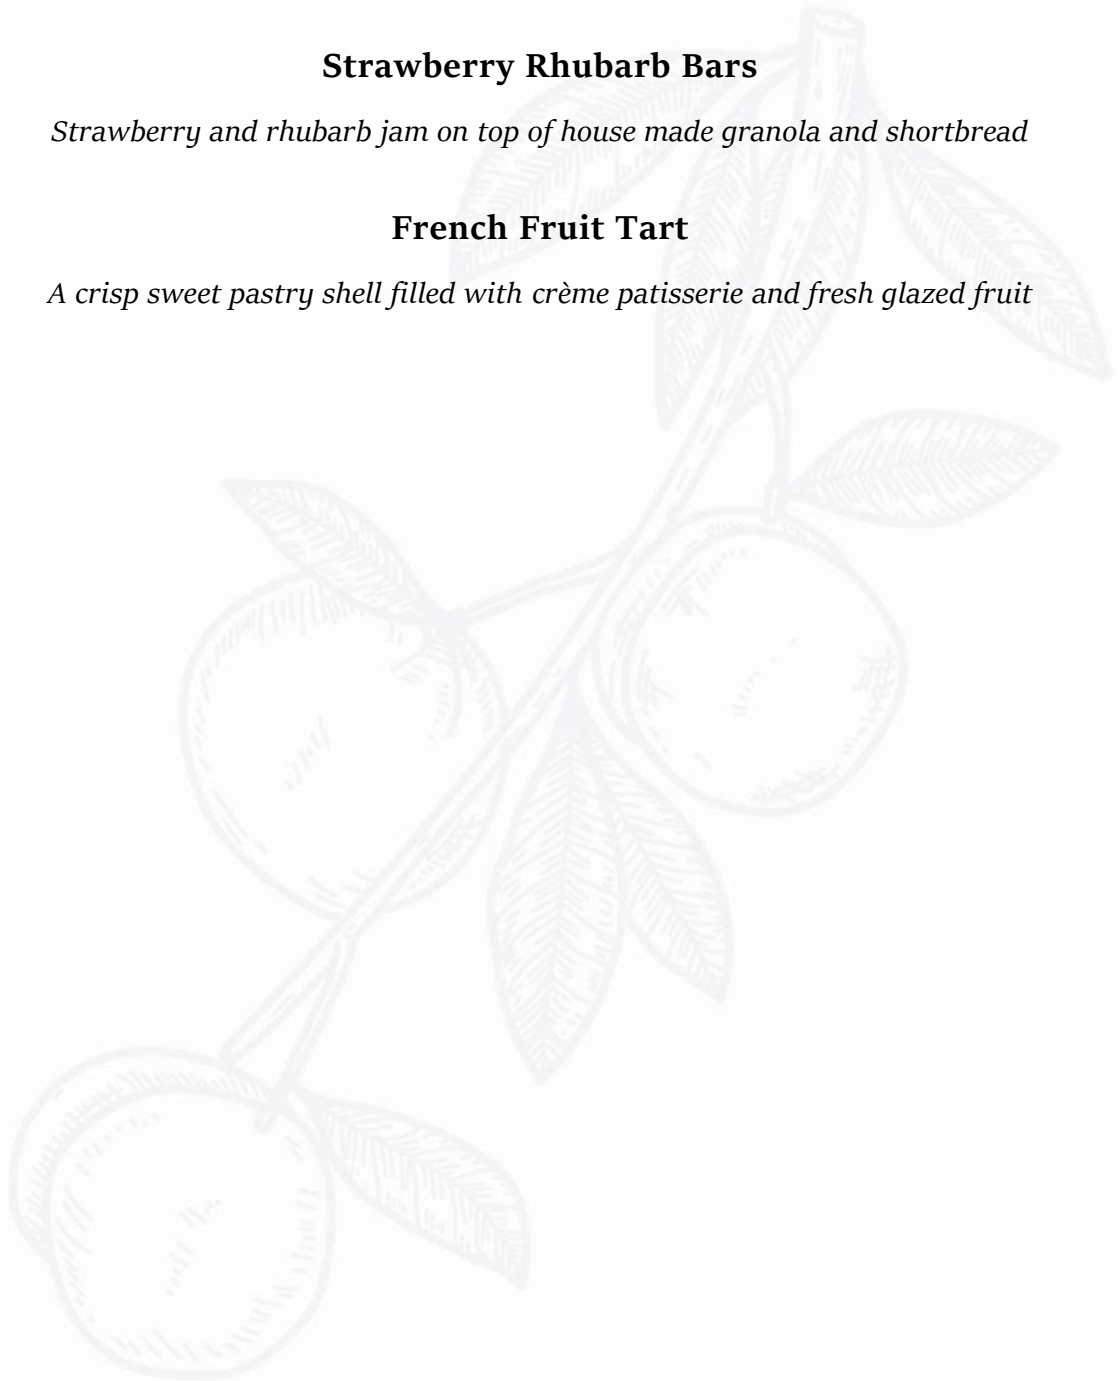 Strawberry Rhubarb Bars
Strawberry and rhubarb jam on top of house made granola and shortbread
French Fruit Tart
A crisp sweet pastry shell filled with crème patisserie and fresh glazed fruit